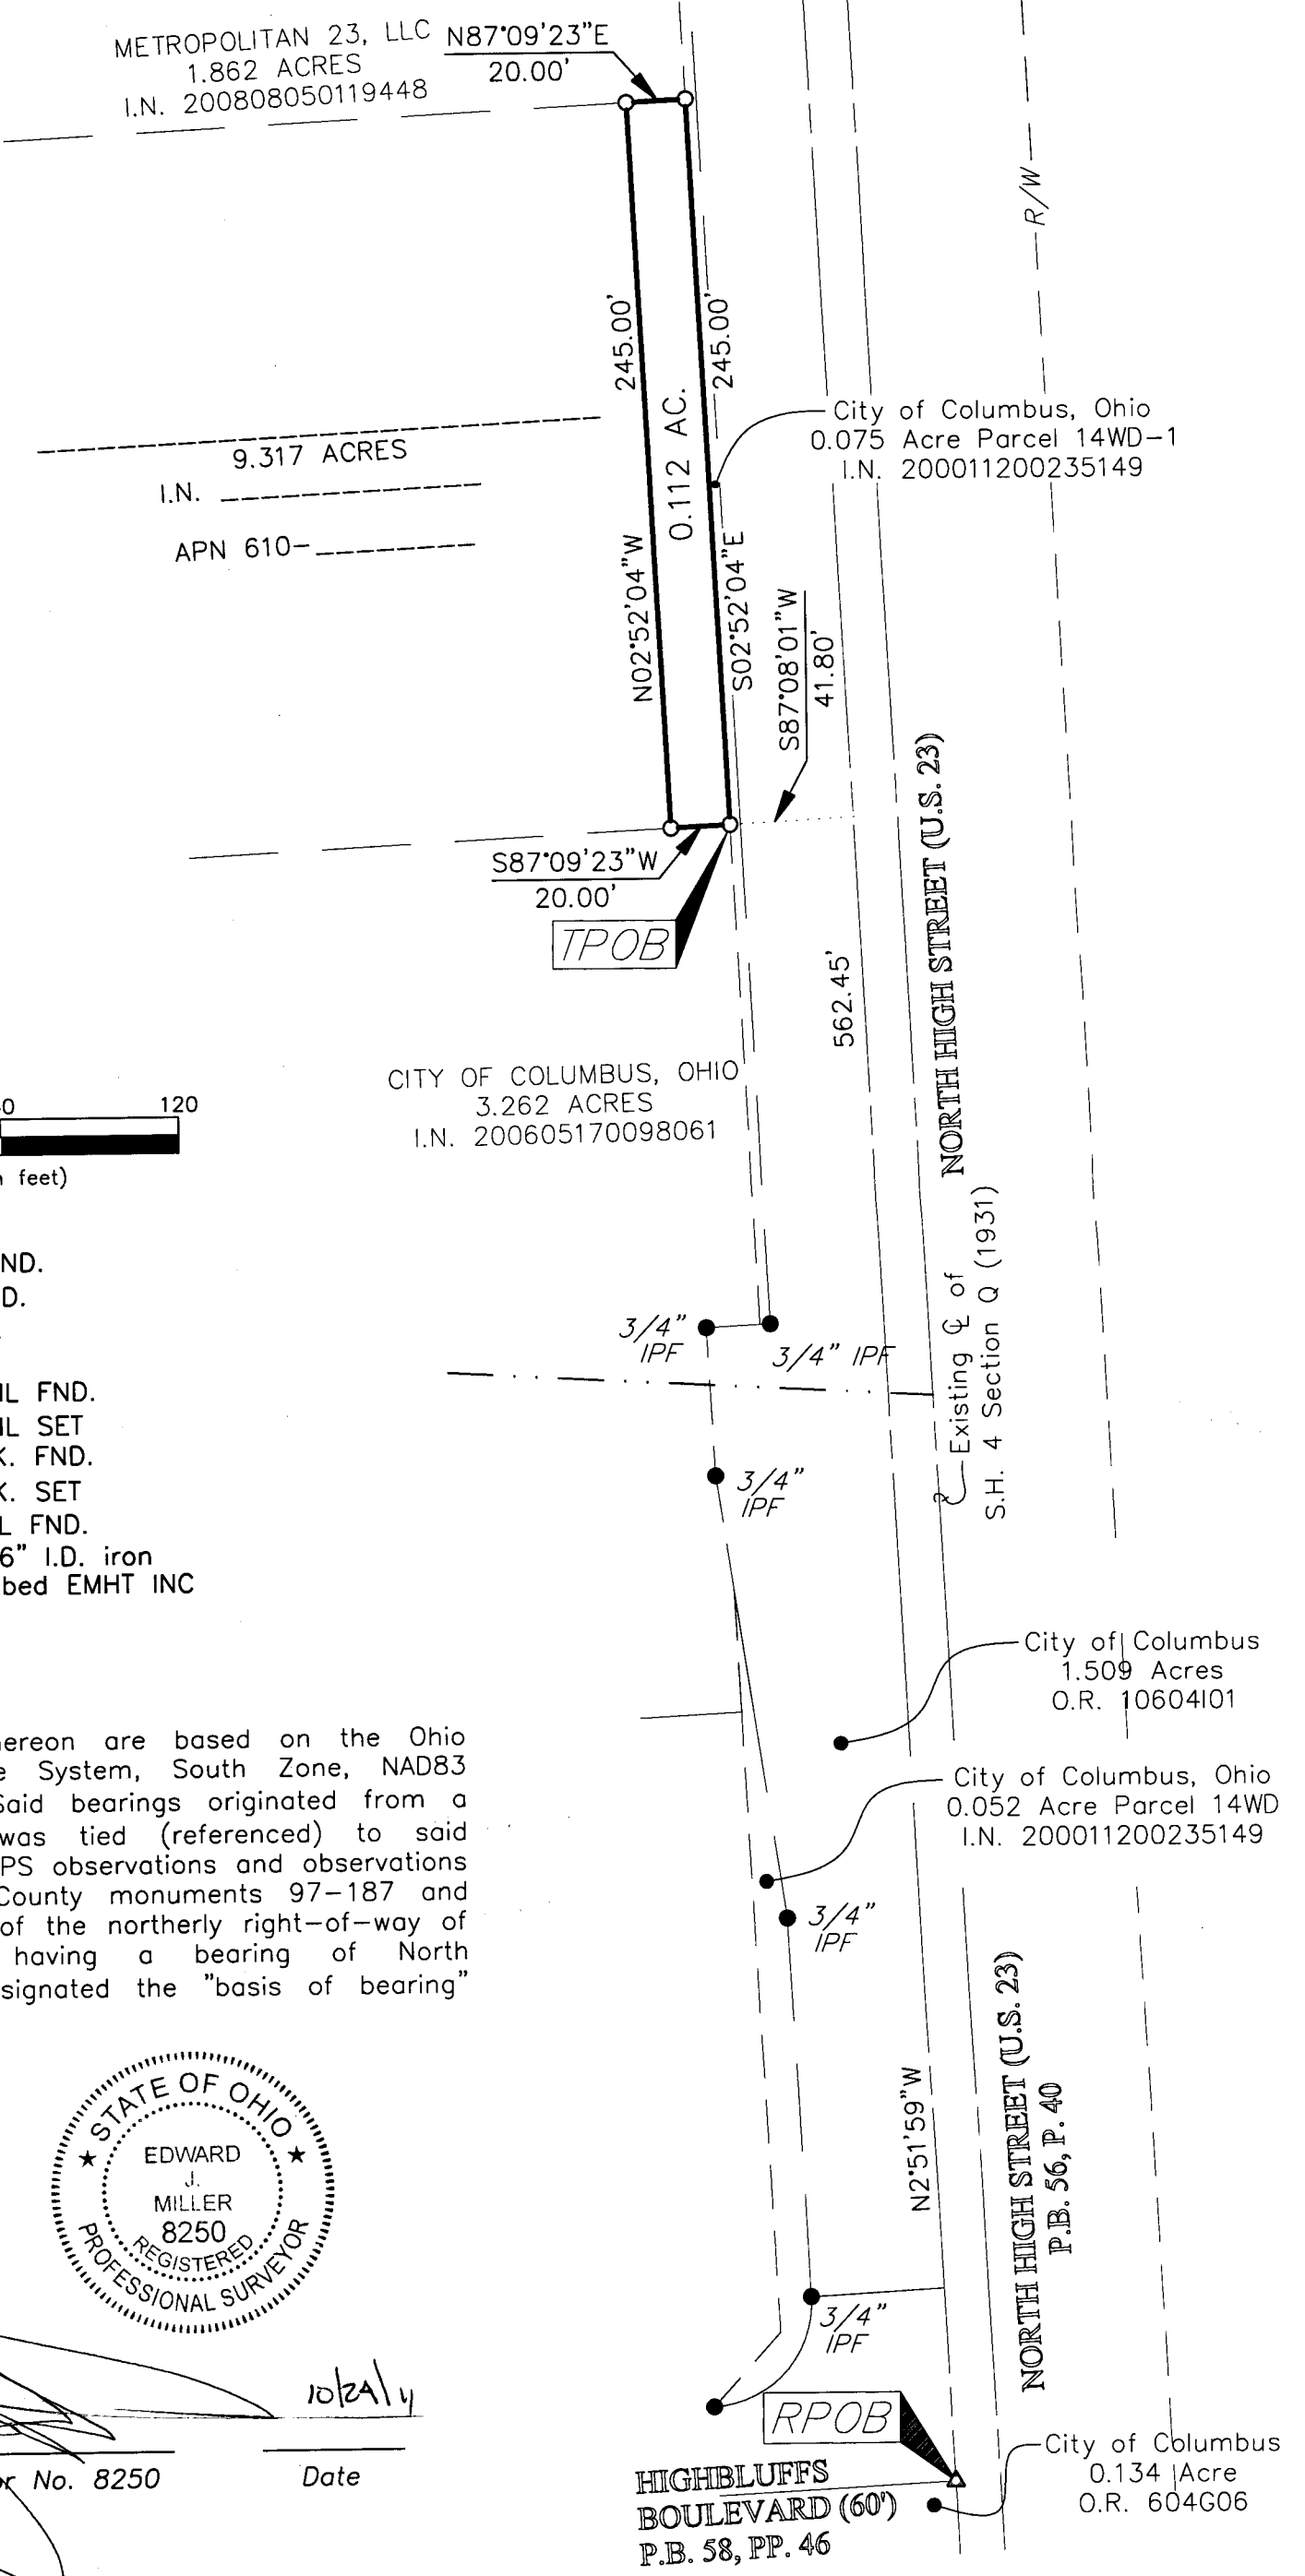 METROPOLITAN 23, LLC
1.862 ACRES
I.N. 200808050119448
N87°09'23"E
20.00'
R/W
245.00'
245.00'
0.112 AC.
N02°52'04"W
S02°52'04"E
City of Columbus, Ohio
0.075 Acre Parcel 14WD-1
I.N. 200011200235149
9.317 ACRES
I.N.
APN 610-
S87°08'01"W
41.80'
S87°09'23"W
20.00'
TPOB
NORTH HIGH STREET (U.S. 23)
562.45'
CITY OF COLUMBUS, OHIO
3.262 ACRES
I.N. 200605170098061
0 120
feet)
ND.
D.
IL FND.
IL SET
K. FND.
K. SET
L FND.
6" I.D. iron
bed EMHT INC
3/4"
IPF
3/4" IPF
Existing ℄ of
S.H. 4 Section Q (1931)
3/4"
IPF
City of Columbus
1.509 Acres
O.R. 10604I01
City of Columbus, Ohio
0.052 Acre Parcel 14WD
I.N. 200011200235149
hereon are based on the Ohio
e System, South Zone, NAD83
Said bearings originated from a
was tied (referenced) to said
PS observations and observations
County monuments 97-187 and
of the northerly right-of-way of
having a bearing of North
signated the "basis of bearing"
3/4"
IPF
STATE OF OHIO
EDWARD
J.
MILLER
8250
REGISTERED
PROFESSIONAL SURVEYOR
N2°51'59"W
NORTH HIGH STREET (U.S. 23)
P.B. 56, P. 40
3/4"
IPF
10/24/11
r No. 8250
Date
RPOB
HIGHBLUFFS
BOULEVARD (60')
P.B. 58, PP. 46
City of Columbus
0.134 Acre
O.R. 604G06